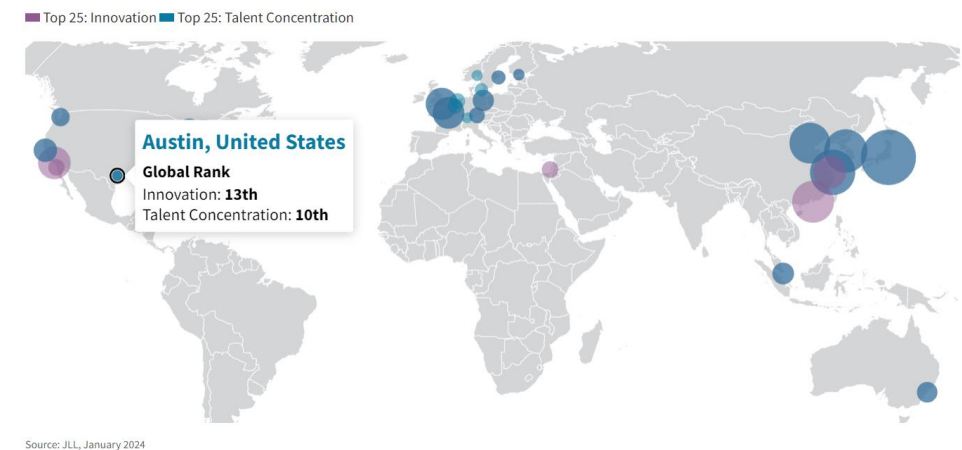 Top 25: Innovation Top 25: Talent Concentration
Austin, United States
Global Rank
Innovation: 13th
Talent Concentration: 10th
Source: JLL, January 2024